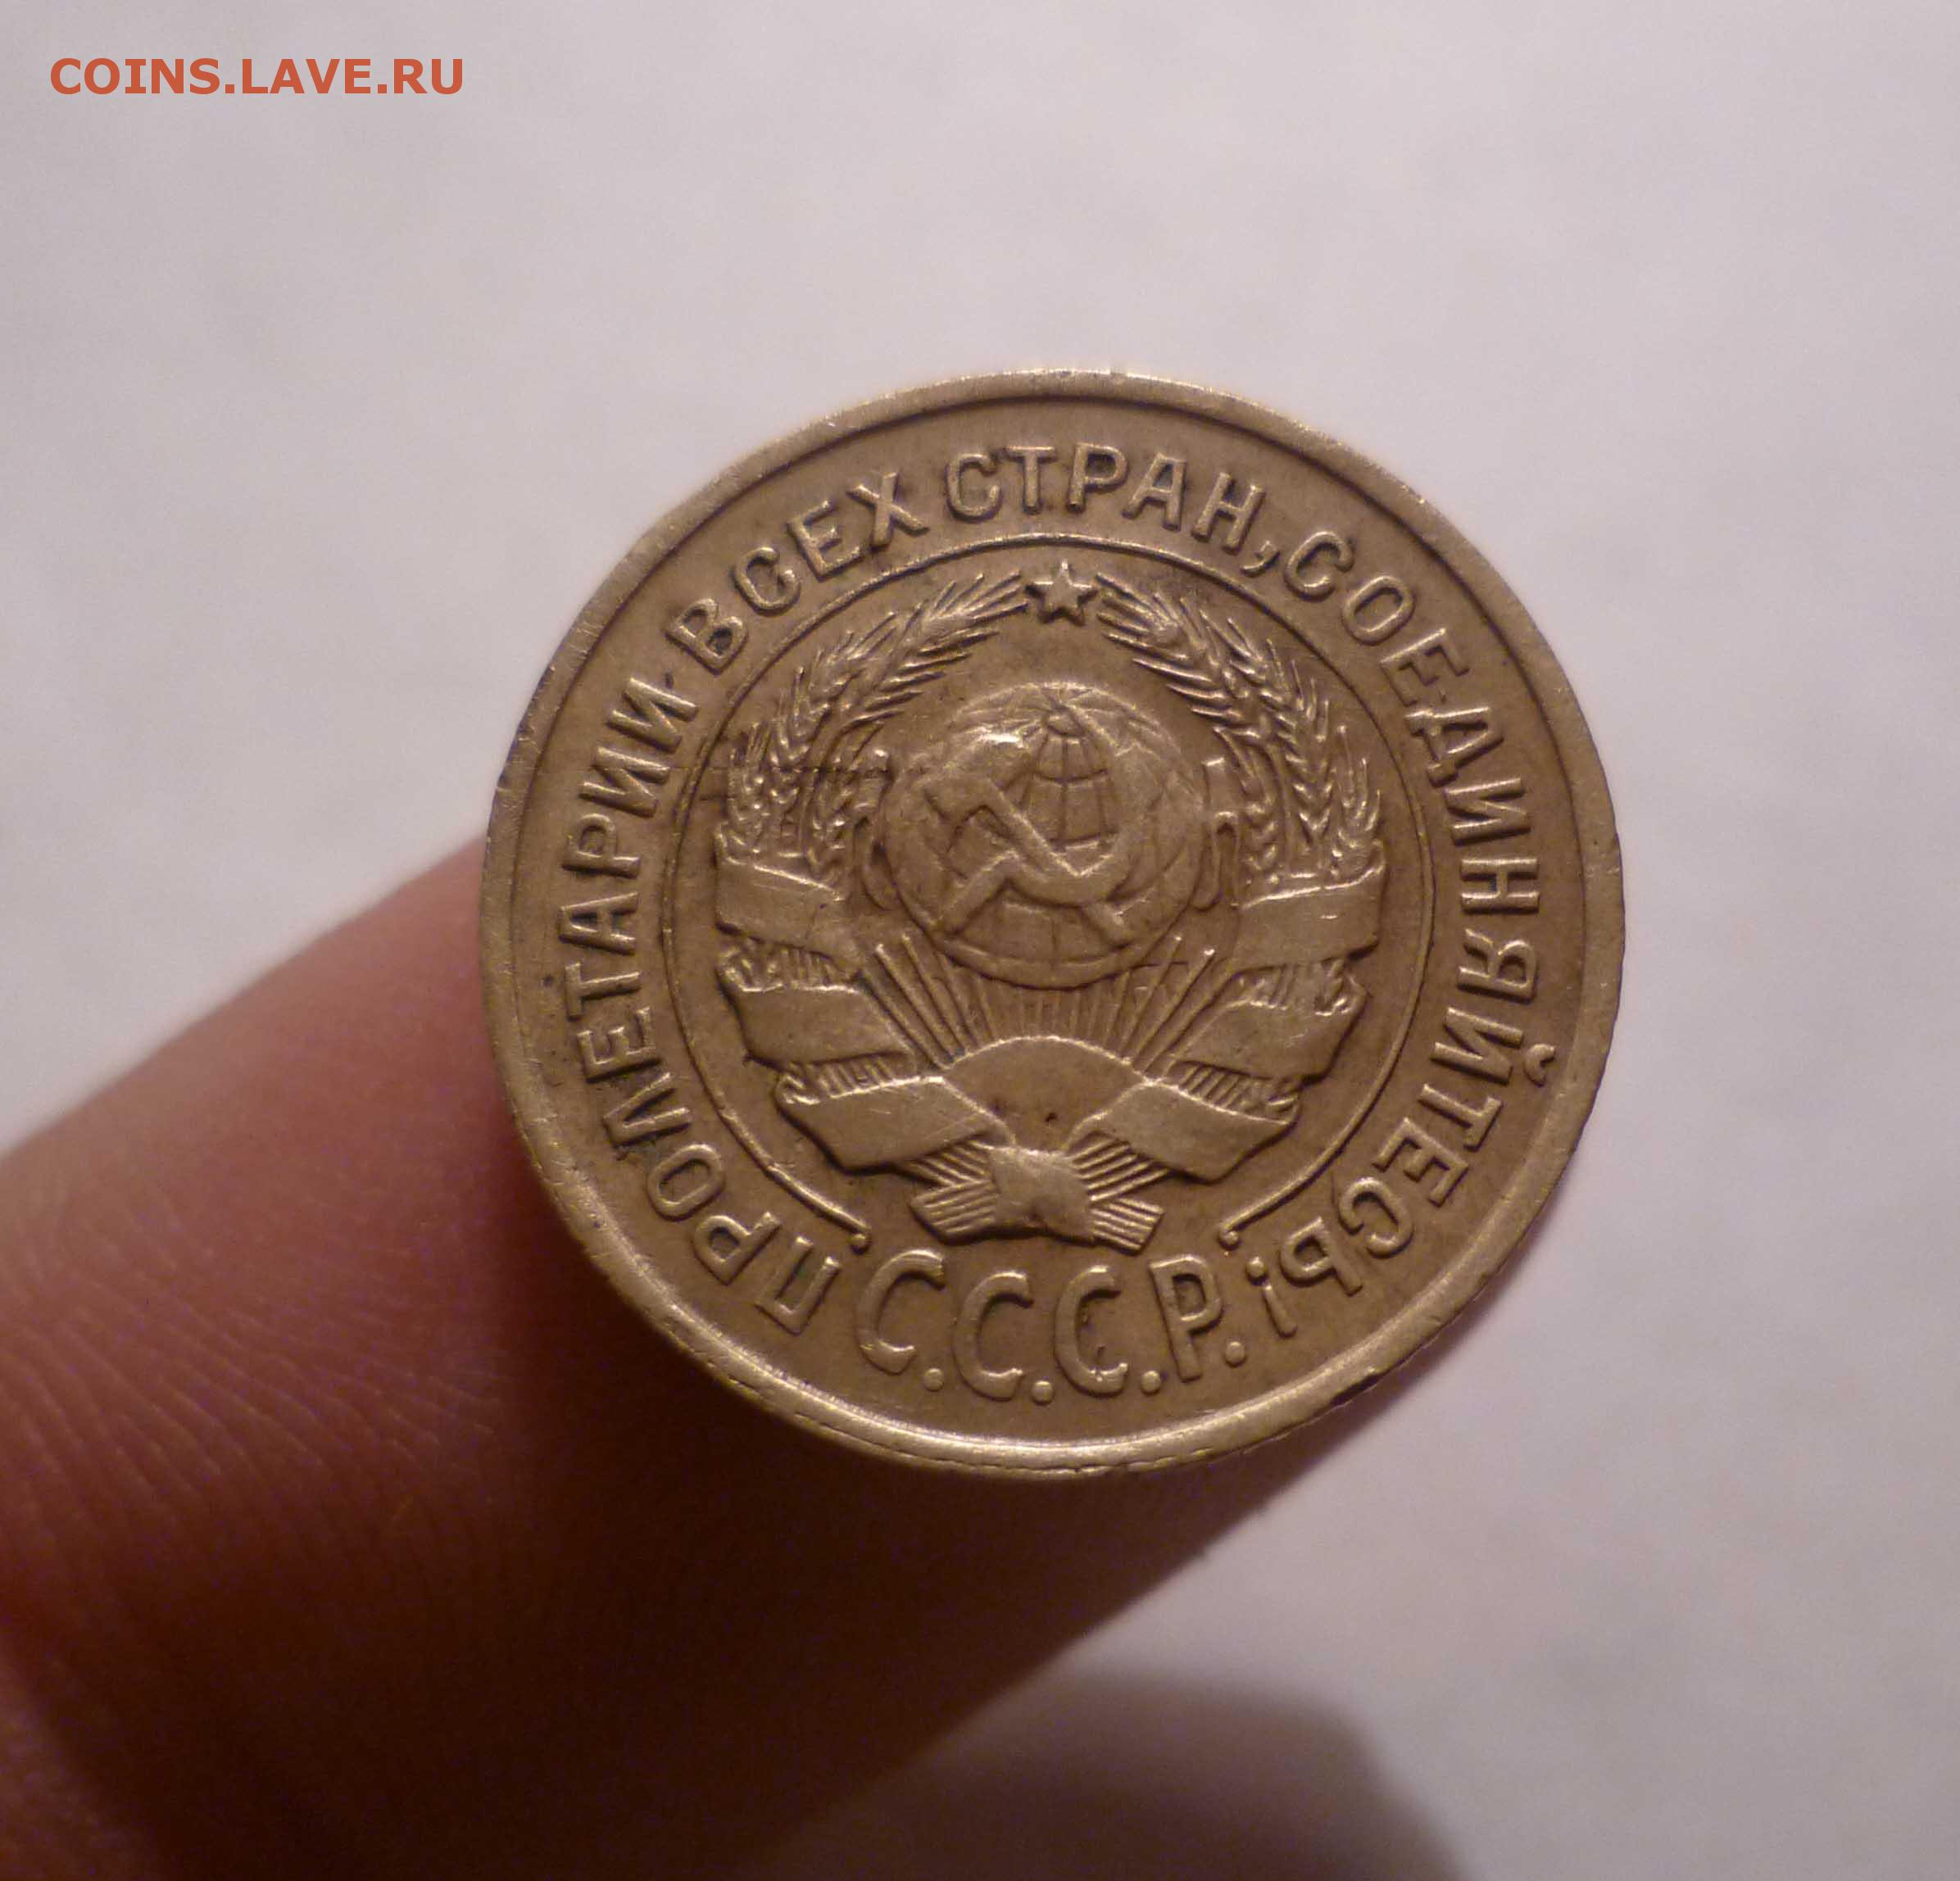 COINS.LAVE.RU
ПРОЛЕТАРИИ ВСЕХ СТРАН, СОЕДИНЯЙТЕСЬ!
С.С.С.Р.